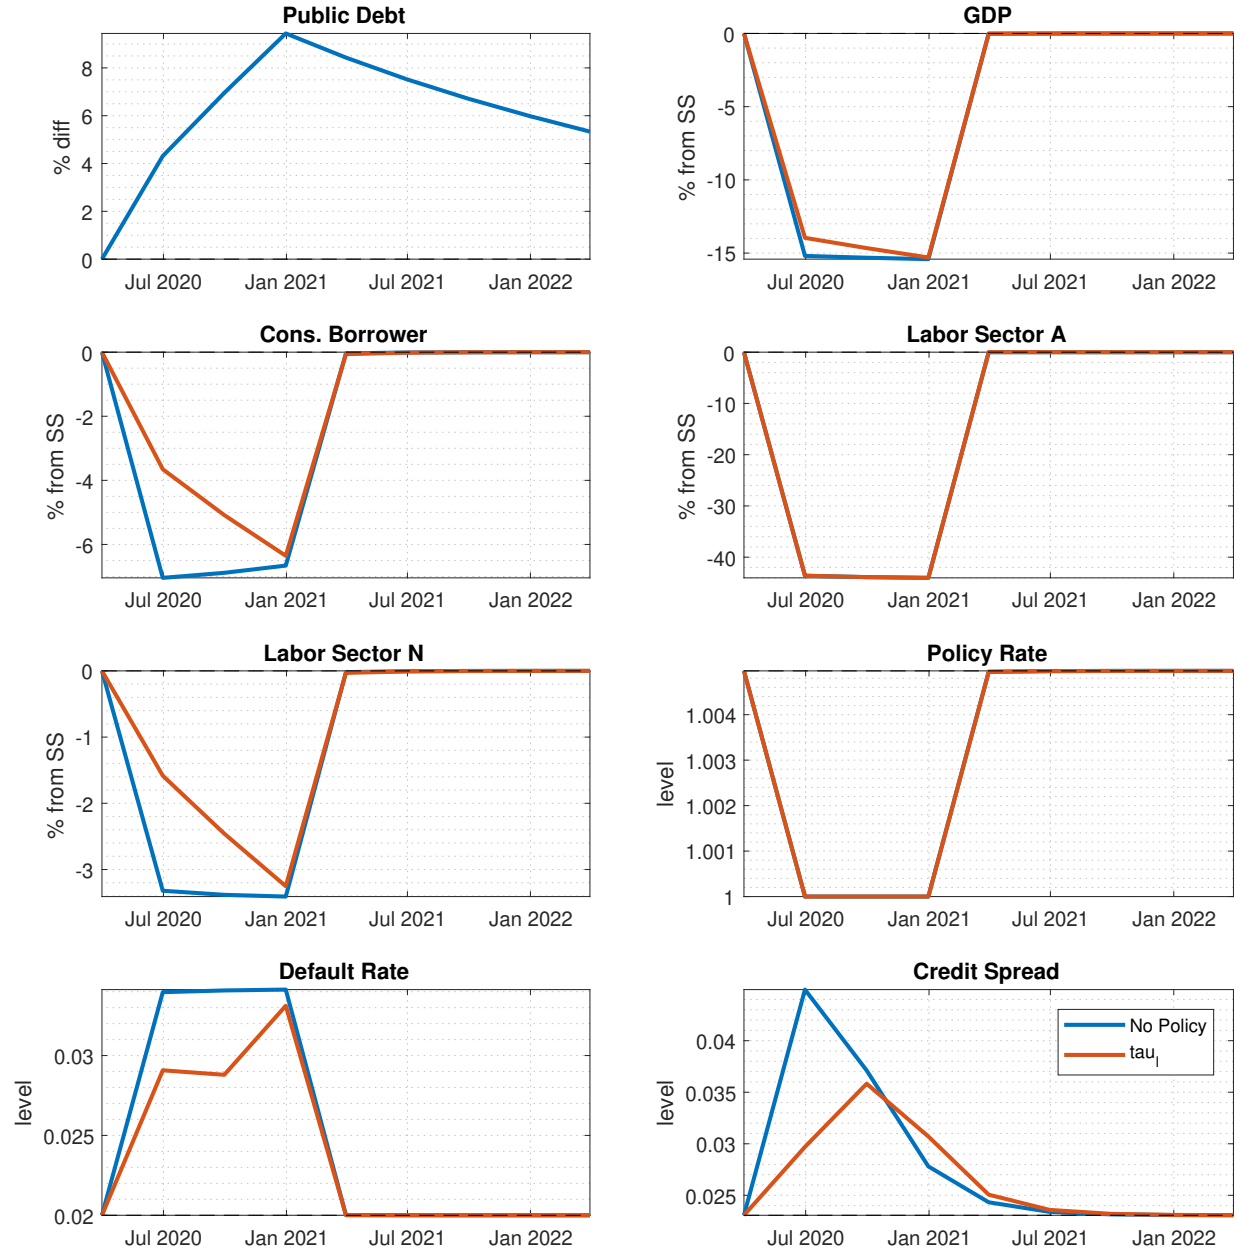 Public Debt
% diff
8
6
4
2
0
Jul 2020 Jan 2021 Jul 2021 Jan 2022
GDP
% from SS
0
-5
-10
-15
Jul 2020 Jan 2021 Jul 2021 Jan 2022
Cons. Borrower
% from SS
0
-2
-4
-6
Jul 2020 Jan 2021 Jul 2021 Jan 2022
Labor Sector A
% from SS
0
-10
-20
-30
-40
Jul 2020 Jan 2021 Jul 2021 Jan 2022
Labor Sector N
% from SS
0
-1
-2
-3
Jul 2020 Jan 2021 Jul 2021 Jan 2022
Policy Rate
level
1.004
1.003
1.002
1.001
1
Jul 2020 Jan 2021 Jul 2021 Jan 2022
Default Rate
level
0.03
0.025
0.02
Jul 2020 Jan 2021 Jul 2021 Jan 2022
Credit Spread
level
0.04
0.035
0.03
0.025
No Policy
tau_l
Jul 2020 Jan 2021 Jul 2021 Jan 2022